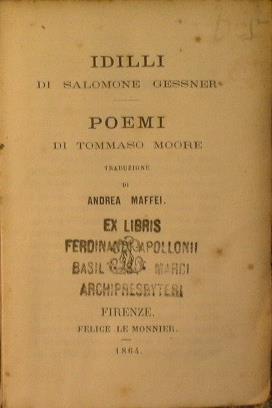 IDILLI
DI SALOMONE GESSNER
POEMI
DI TOMMASO MOORE
TRADUZIONE
DI
ANDREA MAFFEI.
EX LIBRIS
FERDINANDI APOLLONII
BASIL MARCI
ARCHIPRESBYTERI
FIRENZE.
FELICE LE MONNIER.
1864.